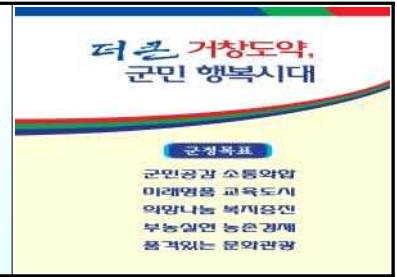 더 큰 거창도약,
군민 행복시대
군정목표
군민공감 소통화합
미래명품 교육도시
희망나눔 복지증진
부농실현 농촌경제
품격있는 문화관광